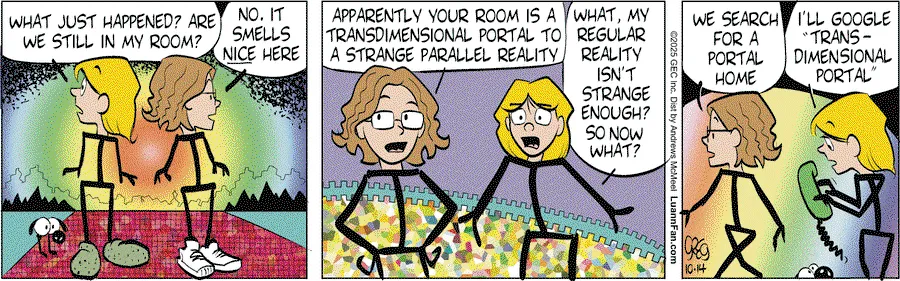 WHAT JUST HAPPENED? ARE
WE STILL IN MY ROOM?
NO. IT
SMELLS
NICE HERE
APPARENTLY YOUR ROOM IS A
TRANSDIMENSIONAL PORTAL TO
A STRANGE PARALLEL REALITY
WHAT, MY
REGULAR
REALITY
ISN'T
STRANGE
ENOUGH?
SO NOW
WHAT?
©2025 GEC Inc. Dist by Andrews McMeel LuannFan.com
WE SEARCH
FOR A
PORTAL
HOME
I'LL GOOGLE
"TRANS-
DIMENSIONAL
PORTAL"
10-14